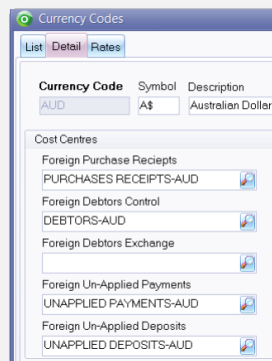 Currency Codes
List Detail Rates
Currency Code Symbol Description
AUD A$ Australian Dollar
Cost Centres
Foreign Purchase Reciepts
PURCHASES RECEIPTS-AUD
Foreign Debtors Control
DEBTORS-AUD
Foreign Debtors Exchange
Foreign Un-Applied Payments
UNAPPLIED PAYMENTS-AUD
Foreign Un-Applied Deposits
UNAPPLIED DEPOSITS-AUD